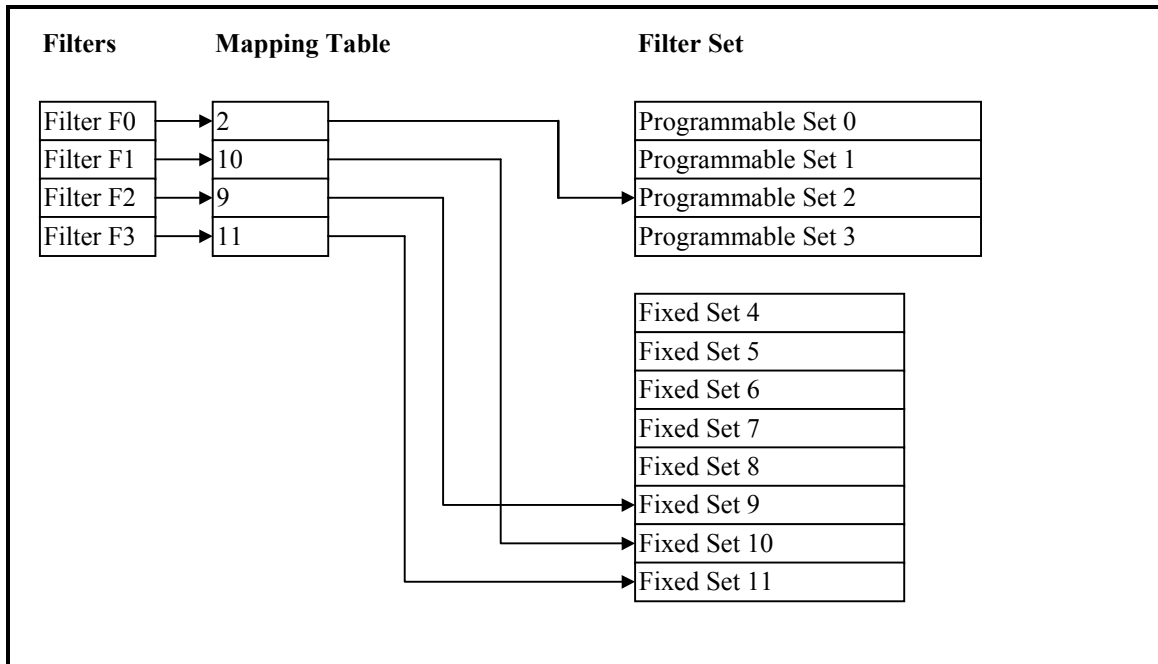 Filters Mapping Table Filter Set
Filter F0 2 Programmable Set 0
Filter F1 10 Programmable Set 1
Filter F2 9 Programmable Set 2
Filter F3 11 Programmable Set 3
Fixed Set 4
Fixed Set 5
Fixed Set 6
Fixed Set 7
Fixed Set 8
Fixed Set 9
Fixed Set 10
Fixed Set 11